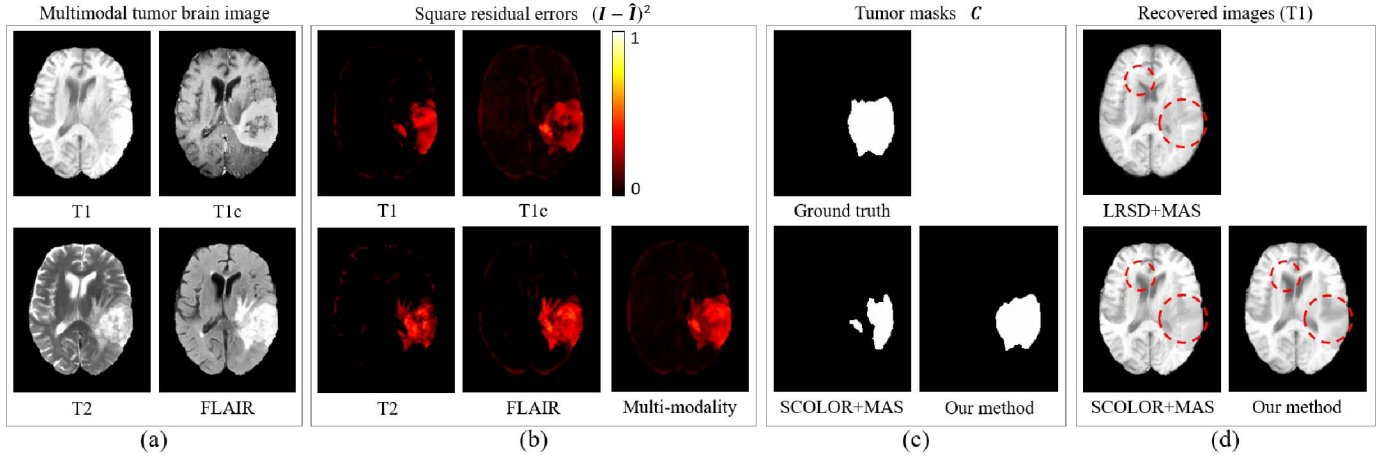 Multimodal tumor brain image
T1
T1c
T2
FLAIR
(a)
Square residual errors (I − Î)²
1
0
T1
T1c
T2
FLAIR
Multi-modality
(b)
Tumor masks C
Ground truth
SCOLOR+MAS
Our method
(c)
Recovered images (T1)
LRSD+MAS
SCOLOR+MAS
Our method
(d)